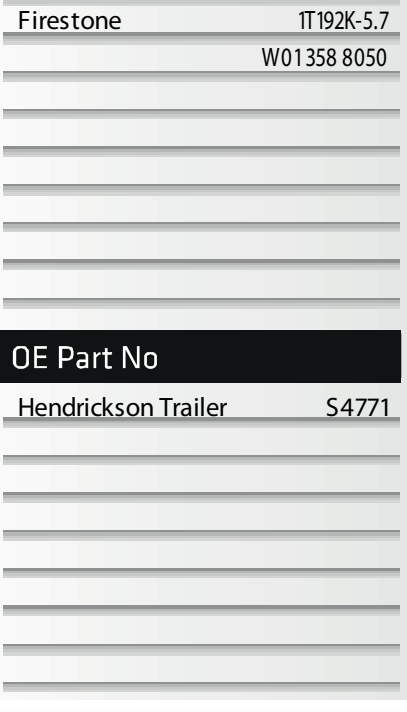 Firestone 1T192K-5.7
W01 358 8050
OE Part No
Hendrickson Trailer S4771